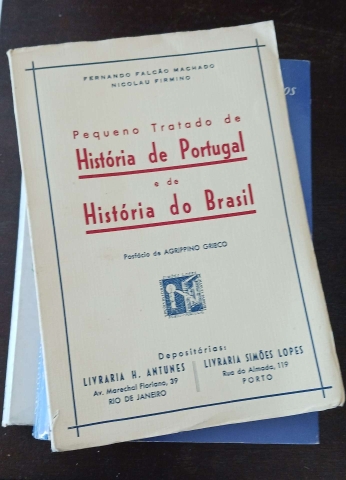 FERNANDO FALCÃO MACHADO
NICOLAU FIRMINO
Pequeno Tratado de
História de Portugal
e de
História do Brasil
Posfácio de AGRIPPINO GRIECO
Depositárias:
LIVRARIA H. ANTUNES
Av. Marechal Floriano, 39
RIO DE JANEIRO
LIVRARIA SIMÕES LOPES
Rua do Almada, 119
PORTO